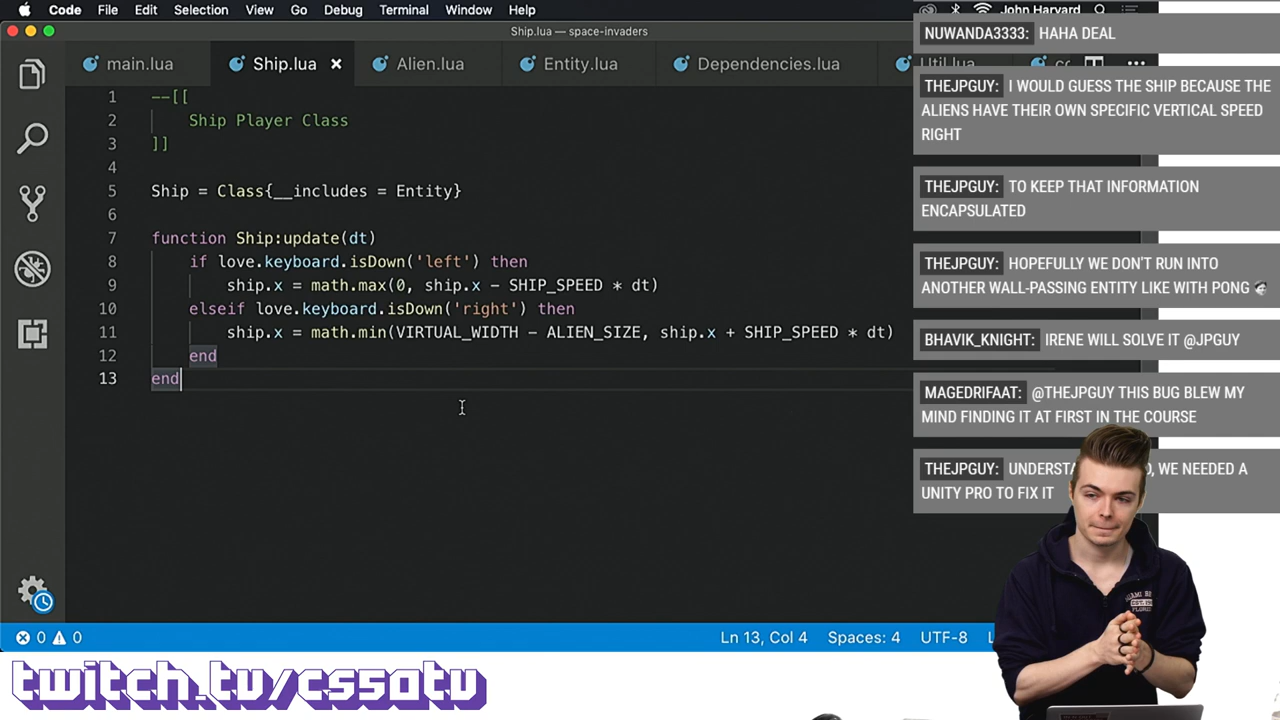 Code File Edit Selection View Go Debug Terminal Window Help John Harvard
Ship.lua — space-invaders
main.lua Ship.lua Alien.lua Entity.lua Dependencies.lua Util.lua
1 --[[
2 Ship Player Class
3 ]]
4
5 Ship = Class{__includes = Entity}
6
7 function Ship:update(dt)
8 if love.keyboard.isDown('left') then
9 ship.x = math.max(0, ship.x - SHIP_SPEED * dt)
10 elseif love.keyboard.isDown('right') then
11 ship.x = math.min(VIRTUAL_WIDTH - ALIEN_SIZE, ship.x + SHIP_SPEED * dt)
12 end
13 end
NUWANDA3333: HAHA DEAL
THEJPGUY: I WOULD GUESS THE SHIP BECAUSE THE
ALIENS HAVE THEIR OWN SPECIFIC VERTICAL SPEED
RIGHT
THEJPGUY: TO KEEP THAT INFORMATION
ENCAPSULATED
THEJPGUY: HOPEFULLY WE DON'T RUN INTO
ANOTHER WALL-PASSING ENTITY LIKE WITH PONG
BHAVIK_KNIGHT: IRENE WILL SOLVE IT @JPGUY
MAGEDRIFAAT: @THEJPGUY THIS BUG BLEW MY
MIND FINDING IT AT FIRST IN THE COURSE
THEJPGUY: WE NEEDED A
UNITY PRO TO FIX IT
0 0 Ln 13, Col 4 Spaces: 4 UTF-8
twitch.tv/cs50tv